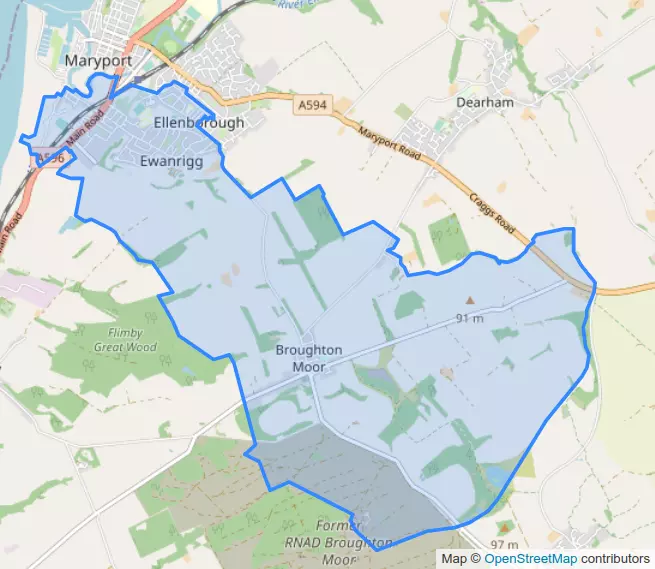 River Ellen
Maryport
A594
Dearham
Main Road
Ellenborough
Maryport Road
A596
Ewanrigg
Craggs Road
Main Road
91 m
Flimby
Great Wood
Broughton
Moor
Former
RNAD Broughton
Moor
97 m
Map © OpenStreetMap contributors